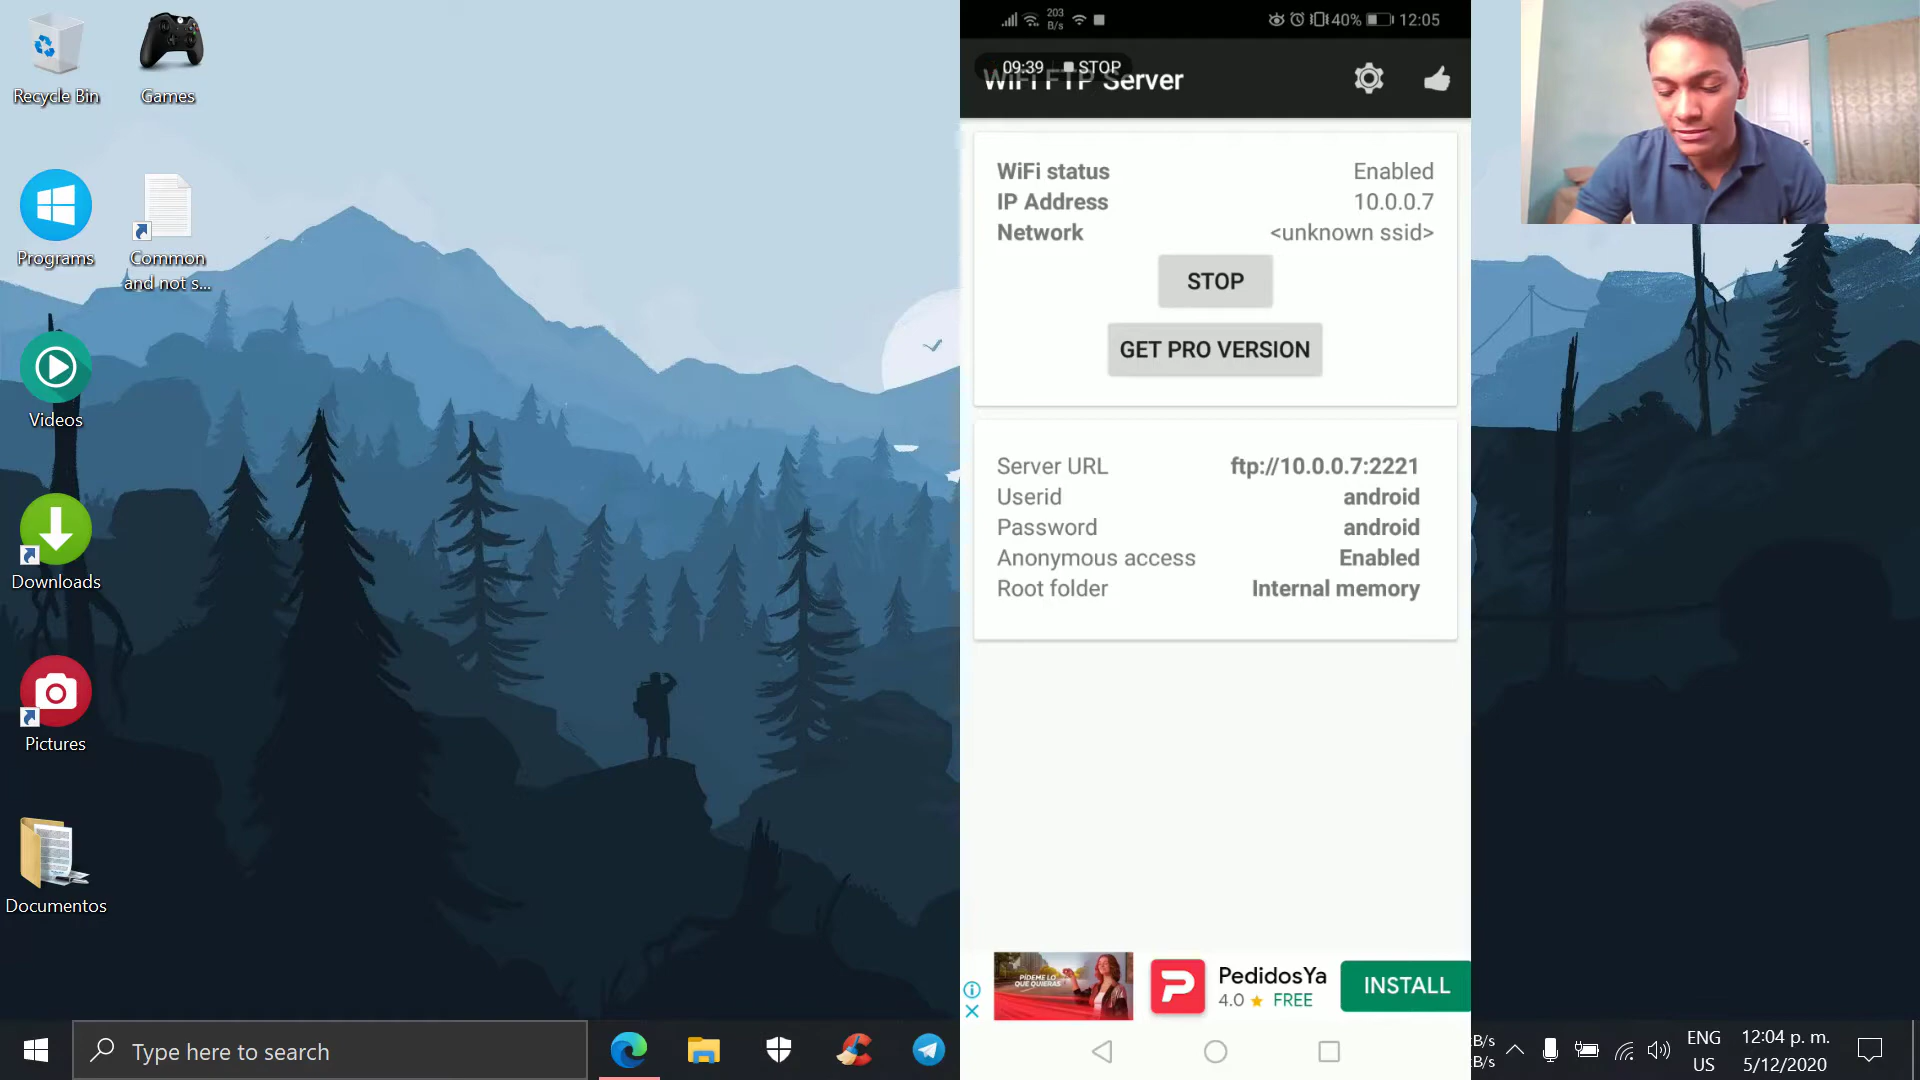 Recycle Bin
Games
Programs
Common
and not s...
Videos
Downloads
Pictures
Documentos
203
B/s
40%
12:05
09:39
STOP
WiFi FTP Server
WiFi status Enabled
IP Address 10.0.0.7
Network <unknown ssid>
STOP
GET PRO VERSION
Server URL ftp://10.0.0.7:2221
Userid android
Password android
Anonymous access Enabled
Root folder Internal memory
PÍDEME LO
QUE QUIERAS
PedidosYa
4.0 ★ FREE
INSTALL
Type here to search
B/s
B/s
ENG
US
12:04 p. m.
5/12/2020